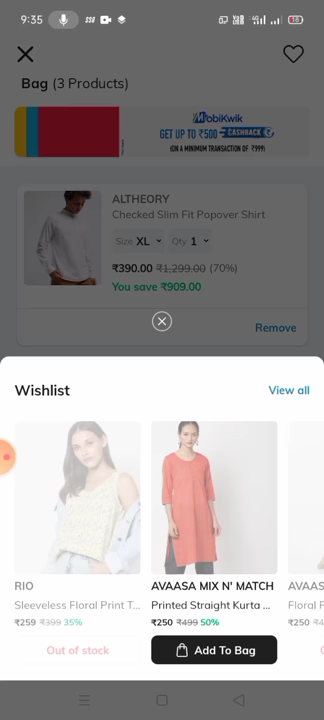 9:35
18
Bag (3 Products)
MobiKwik
GET UP TO ₹500 CASHBACK
(ON A MINIMUM TRANSACTION OF ₹999)
ALTHEORY
Checked Slim Fit Popover Shirt
Size XL Qty 1
₹390.00 ₹1,299.00 (70%)
You save ₹909.00
Remove
Wishlist View all
RIO AVAASA MIX N' MATCH AVAAS
Sleeveless Floral Print T... Printed Straight Kurta ... Floral F
₹259 ₹399 35% ₹250 ₹499 50% ₹250
Out of stock Add To Bag